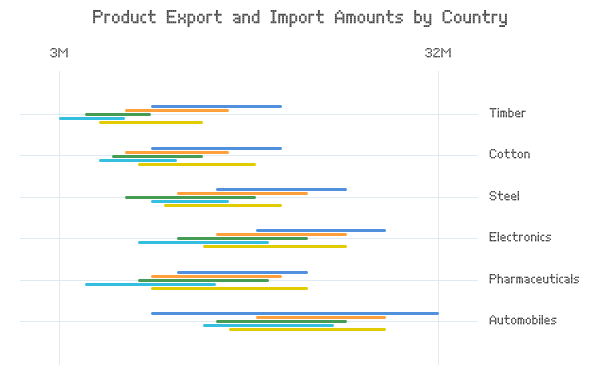 Product Export and Import Amounts by Country
3M
32M
Timber
Cotton
Steel
Electronics
Pharmaceuticals
Automobiles